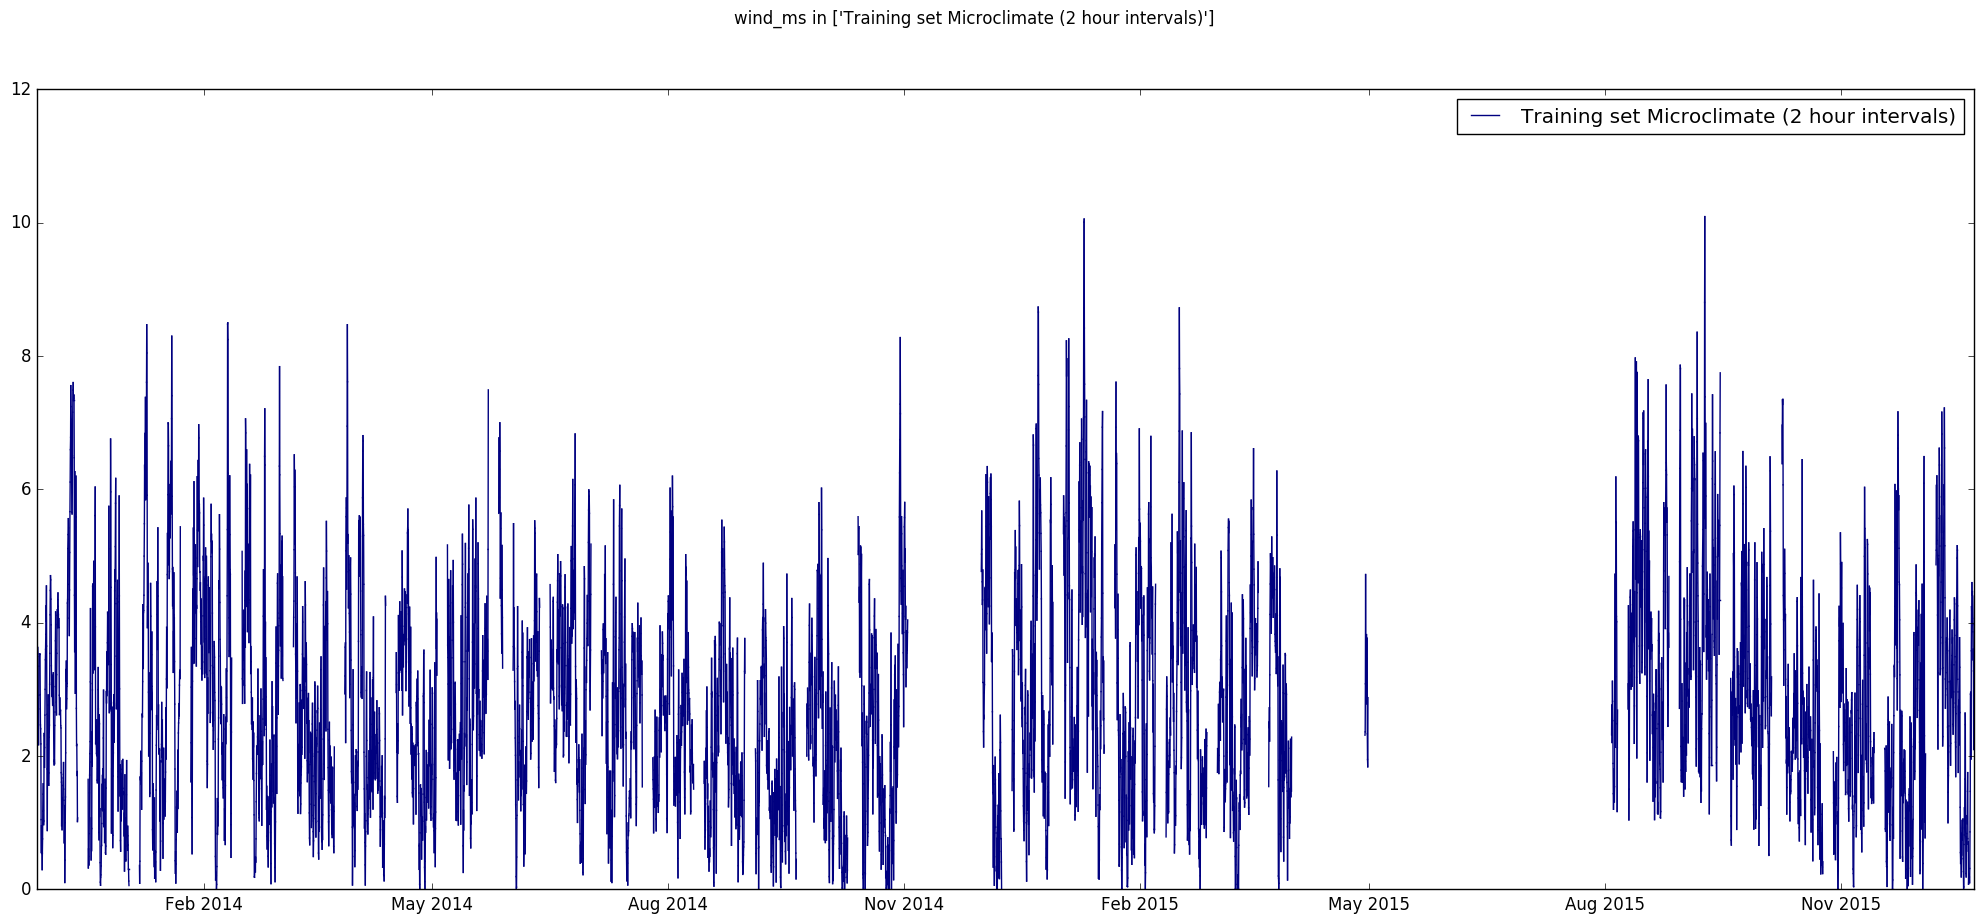 wind_ms in ['Training set Microclimate (2 hour intervals)']
12
Training set Microclimate (2 hour intervals)
10
8
6
4
2
0
Feb 2014 May 2014 Aug 2014 Nov 2014 Feb 2015 May 2015 Aug 2015 Nov 2015